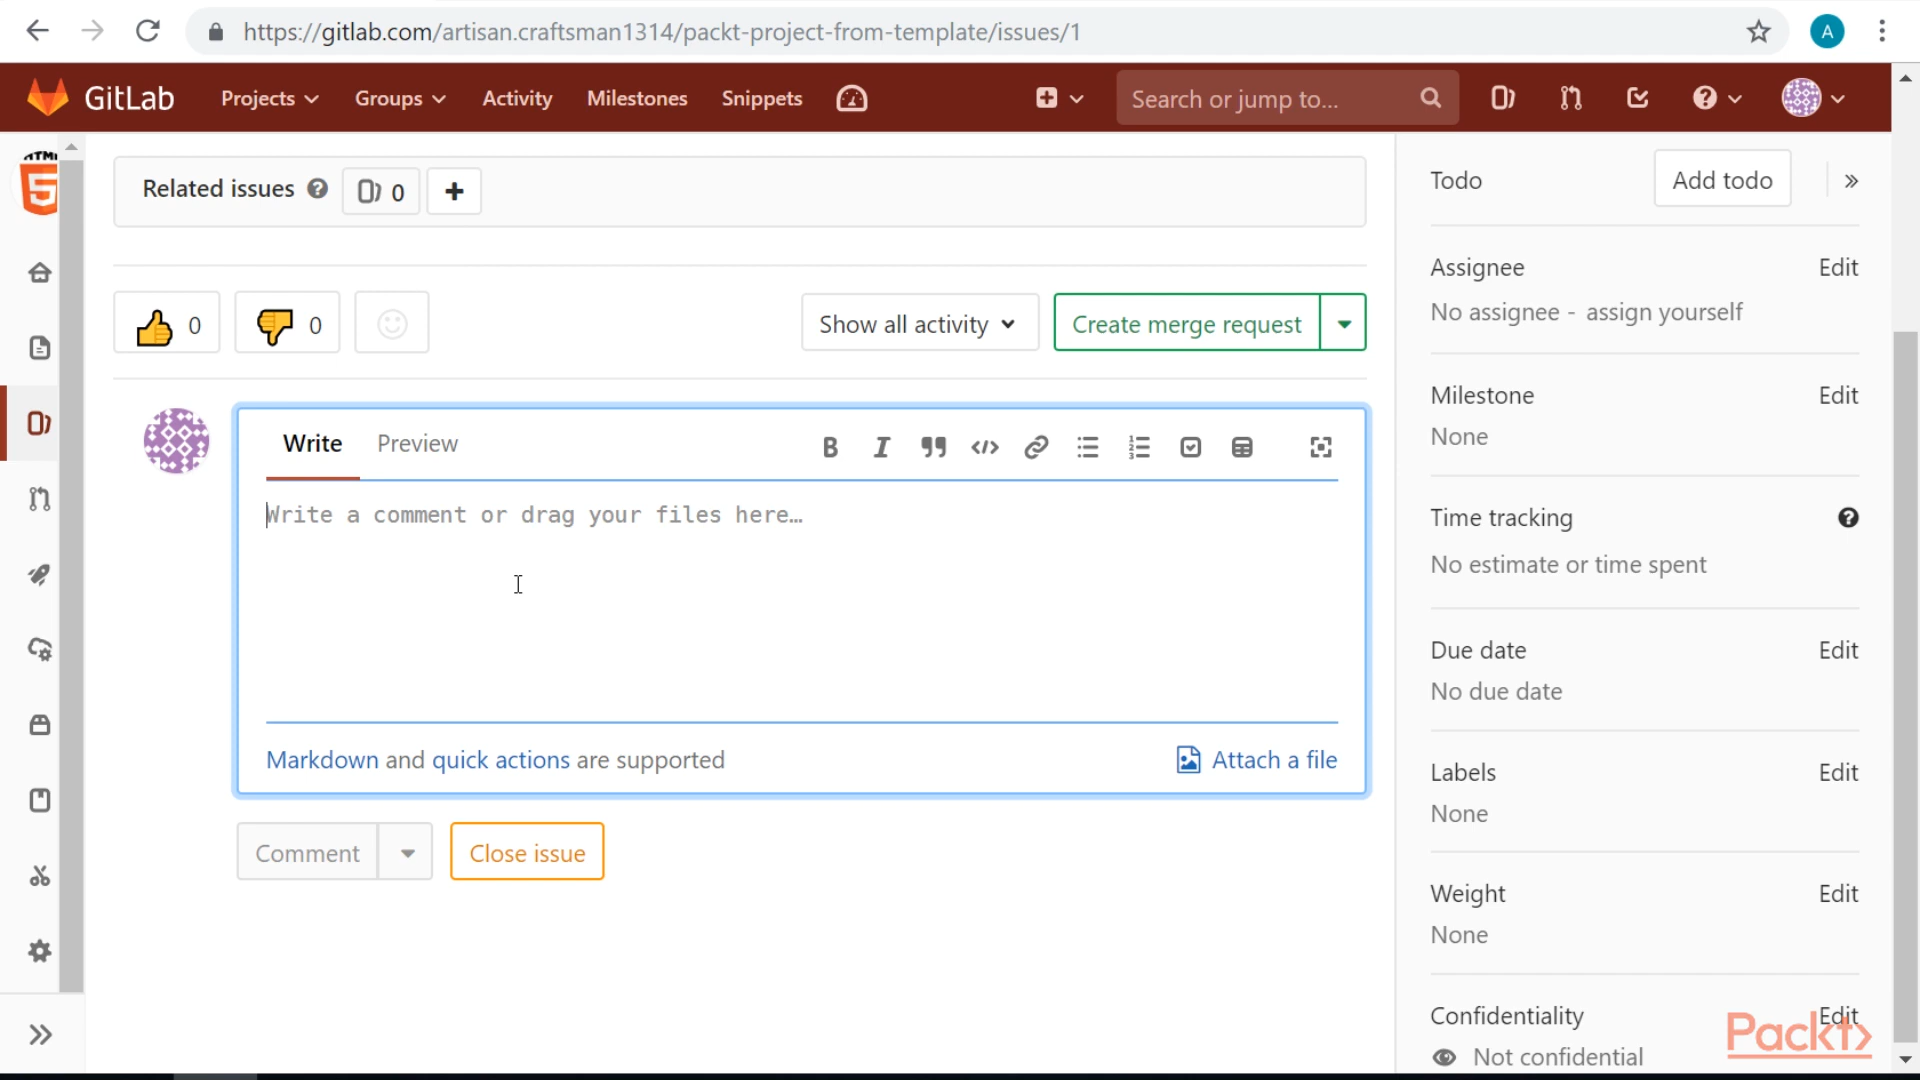 https://gitlab.com/artisan.craftsman1314/packt-project-from-template/issues/1
A
GitLab Projects Groups Activity Milestones Snippets Search or jump to...
HTML
5
Related issues 0
Todo Add todo
Assignee Edit
No assignee - assign yourself
0 0 Show all activity Create merge request
Milestone Edit
None
Write Preview
Write a comment or drag your files here…
Time tracking
No estimate or time spent
Due date Edit
No due date
Markdown and quick actions are supported Attach a file
Labels Edit
None
Comment Close issue
Weight Edit
None
Confidentiality Edit
Not confidential
Packt>